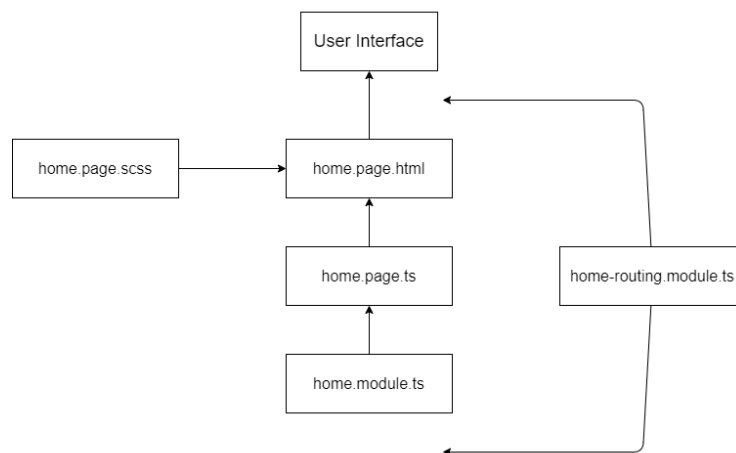 User Interface
home.page.scss
home.page.html
home.page.ts
home-routing.module.ts
home.module.ts